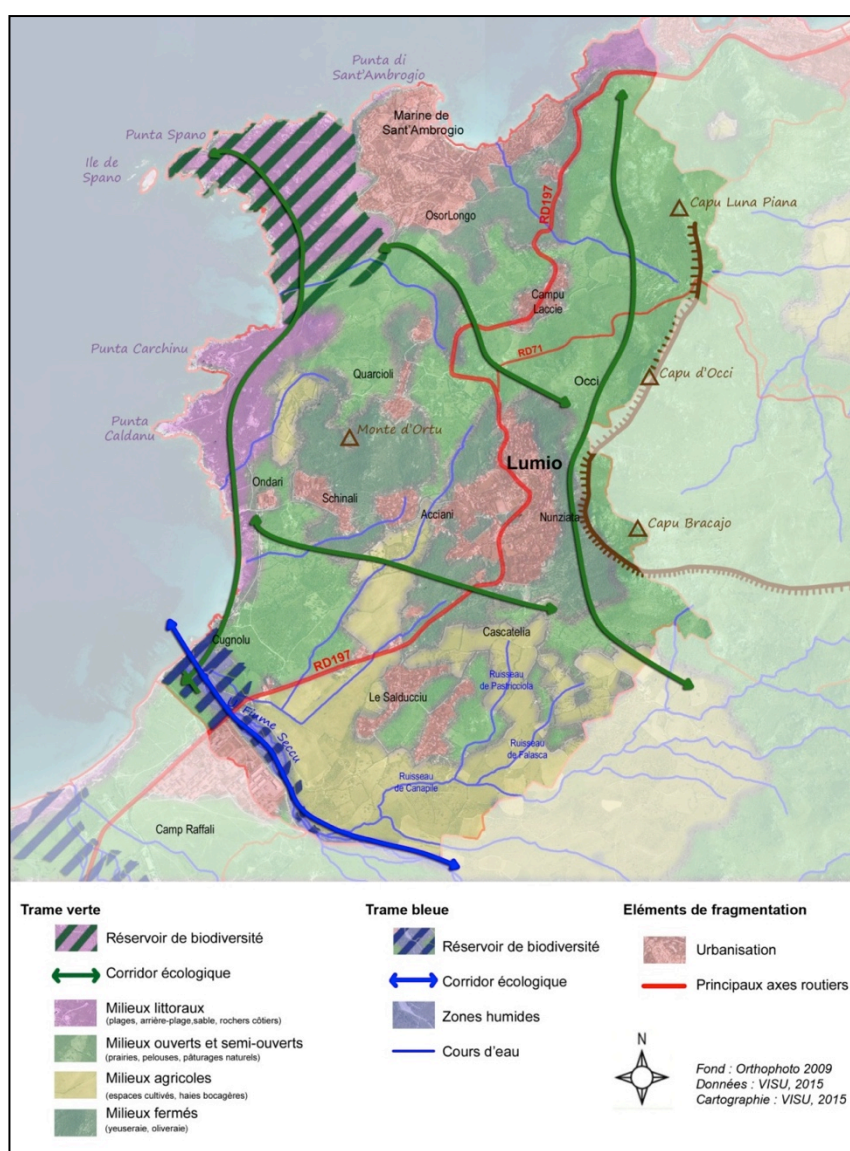 Punta di
Sant'Ambrogio
Marine de
Sant'Ambrogio
Punta Spano
Ile de
Spano
OsorLongo
RD197
Capu Luna Piana
Campu
Laccie
Punta Carchinu
RD71
Quarcioli
Occi
Capu d'Occi
Punta
Caldanu
Monte d'Ortu
Lumio
Ondari
Schinali
Acciani
Nunziata
Capu Bracajo
Cugnolu
Cascatelia
RD197
Le Salducciu
Ruisseau
de Pastricciola
Fiume Seccu
Ruisseau
de Falasca
Ruisseau
de Canapile
Camp Raffali
Trame verte
Réservoir de biodiversité
Corridor écologique
Milieux littoraux
(plages, arrière-plage,sable, rochers côtiers)
Milieux ouverts et semi-ouverts
(prairies, pelouses, pâturages naturels)
Milieux agricoles
(espaces cultivés, haies bocagères)
Milieux fermés
(yeuseraie, oliveraie)
Trame bleue
Réservoir de biodiversité
Corridor écologique
Zones humides
Cours d'eau
Eléments de fragmentation
Urbanisation
Principaux axes routiers
N
Fond : Orthophoto 2009
Données : VISU, 2015
Cartographie : VISU, 2015